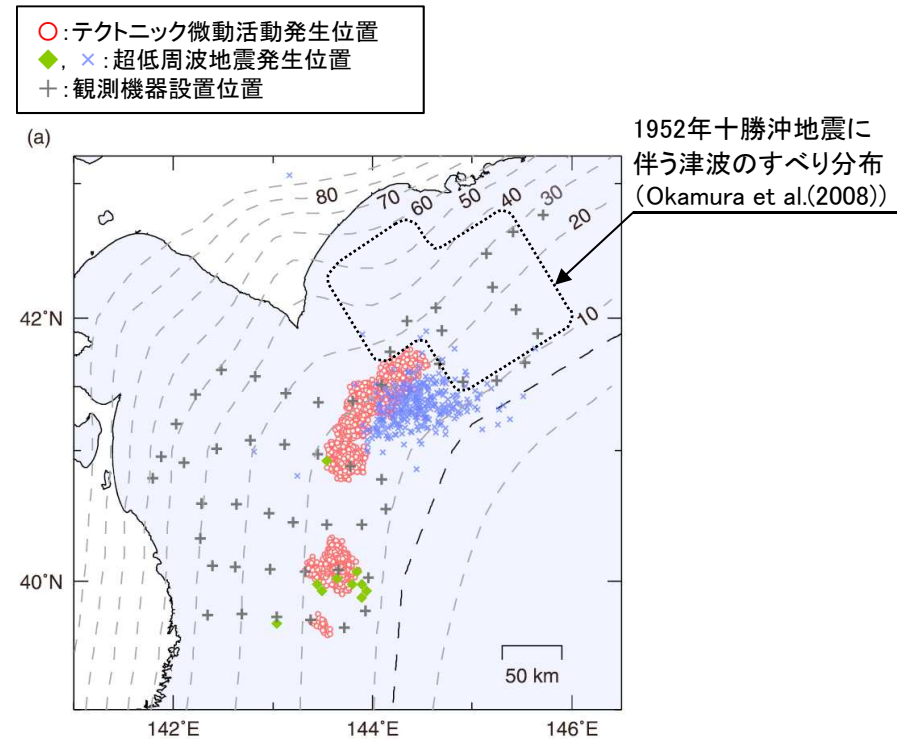 ○:テクトニック微動活動発生位置
◆, ×:超低周波地震発生位置
+:観測機器設置位置
(a)
1952年十勝沖地震に
伴う津波のすべり分布
(Okamura et al.(2008))
80
70
60
50
40
30
20
10
42°N
40°N
50 km
142°E
144°E
146°E